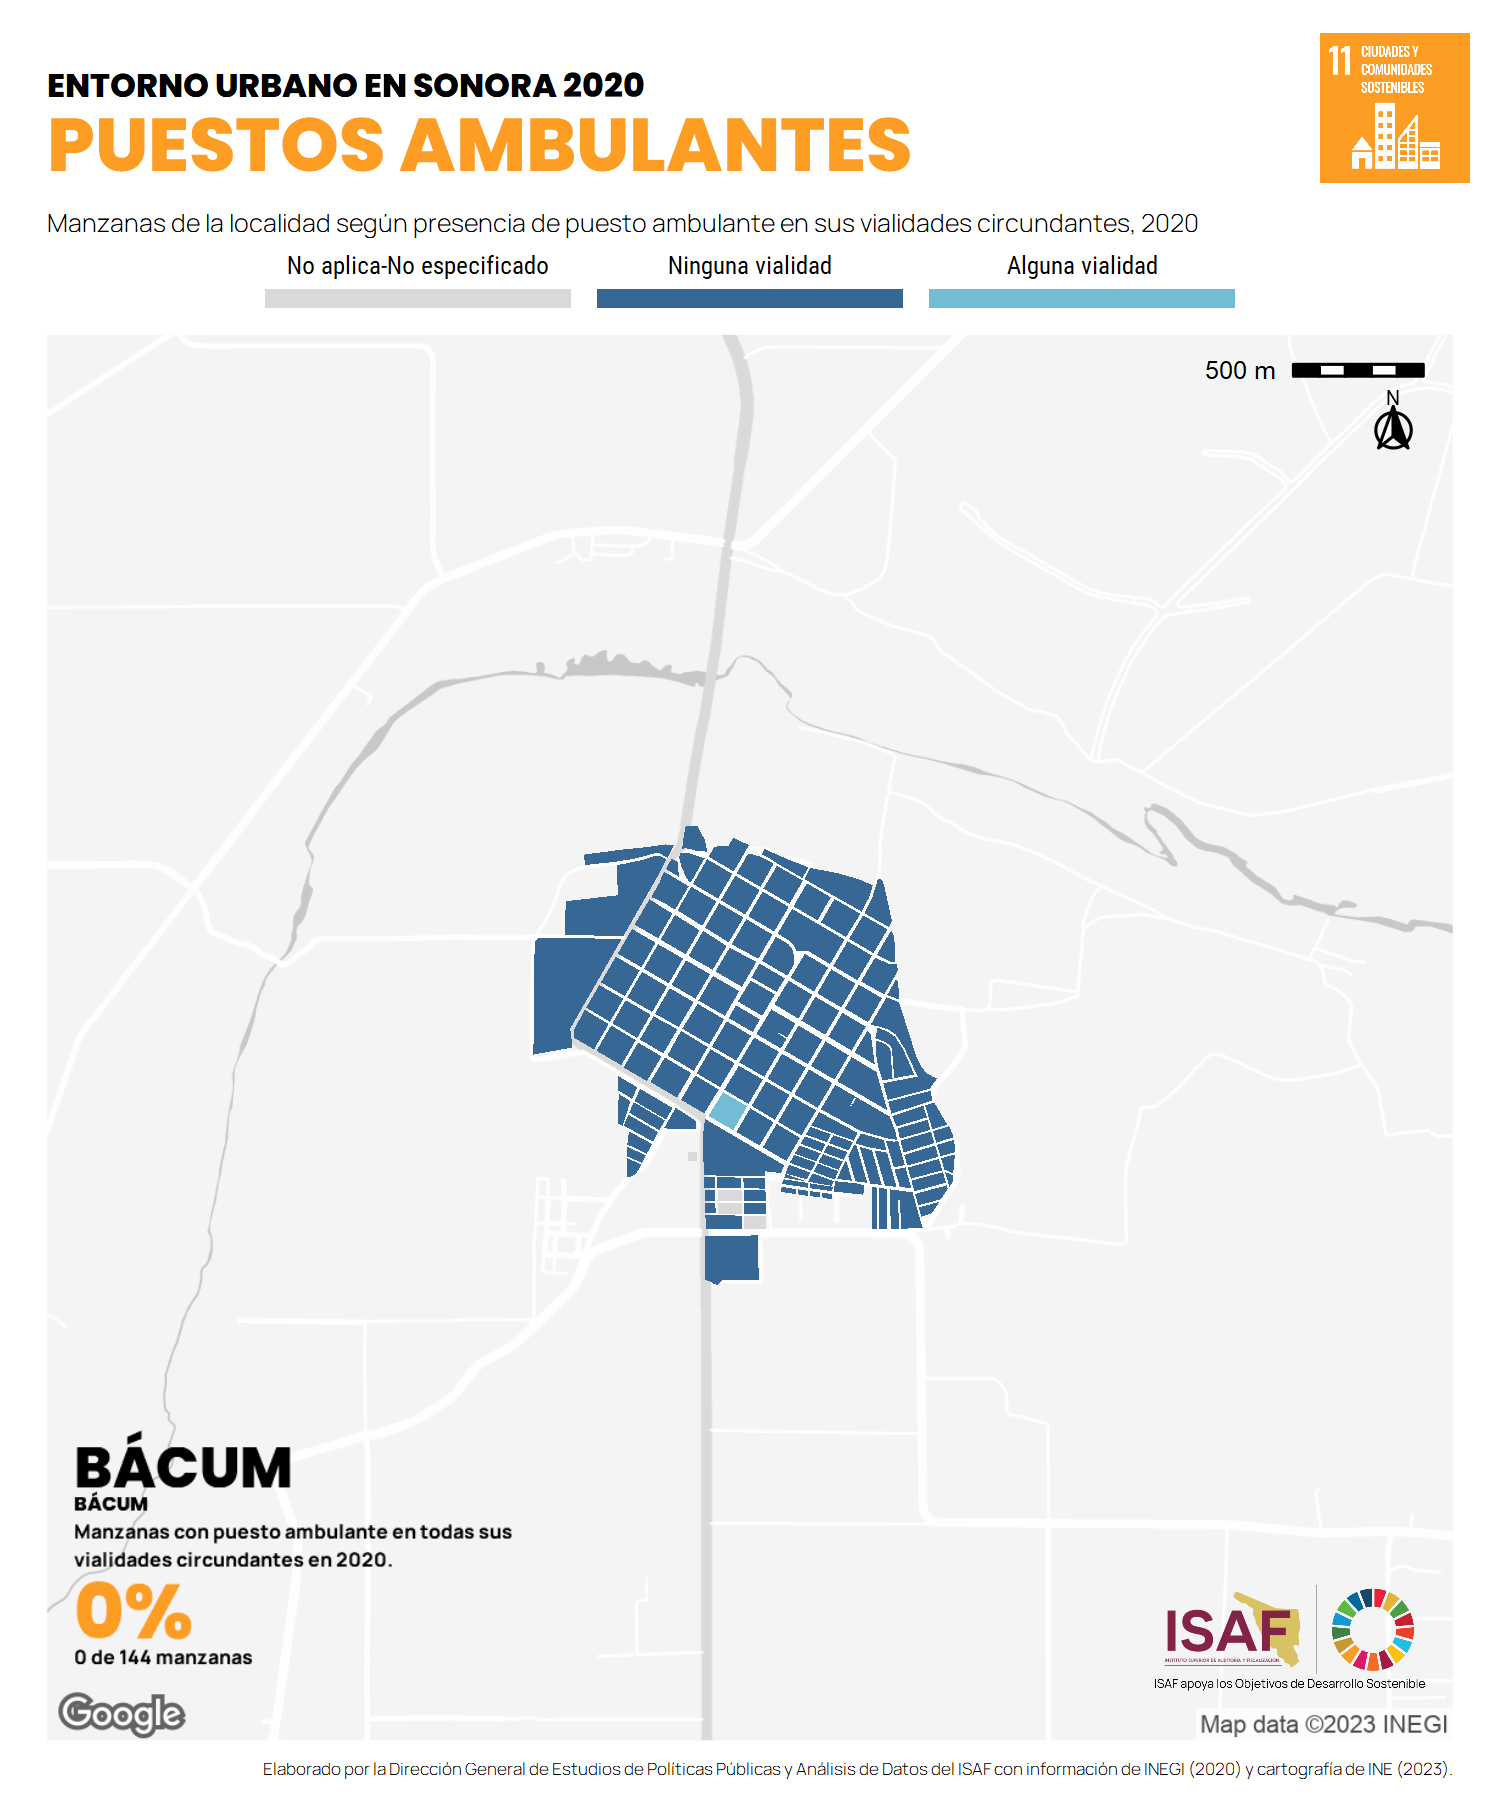 ENTORNO URBANO EN SONORA 2020
PUESTOS AMBULANTES
11 CIUDADES Y
COMUNIDADES
SOSTENIBLES
Manzanas de la localidad según presencia de puesto ambulante en sus vialidades circundantes, 2020
No aplica-No especificado
Ninguna vialidad
Alguna vialidad
500 m
N
BÁCUM
BÁCUM
Manzanas con puesto ambulante en todas sus
vialidades circundantes en 2020.
0%
0 de 144 manzanas
Google
ISAF
INSTITUTO SUPERIOR DE AUDITORÍA Y FISCALIZACIÓN
ISAF apoya los Objetivos de Desarrollo Sostenible
Map data ©2023 INEGI
Elaborado por la Dirección General de Estudios de Políticas Públicas y Análisis de Datos del ISAF con información de INEGI (2020) y cartografía de INE (2023).